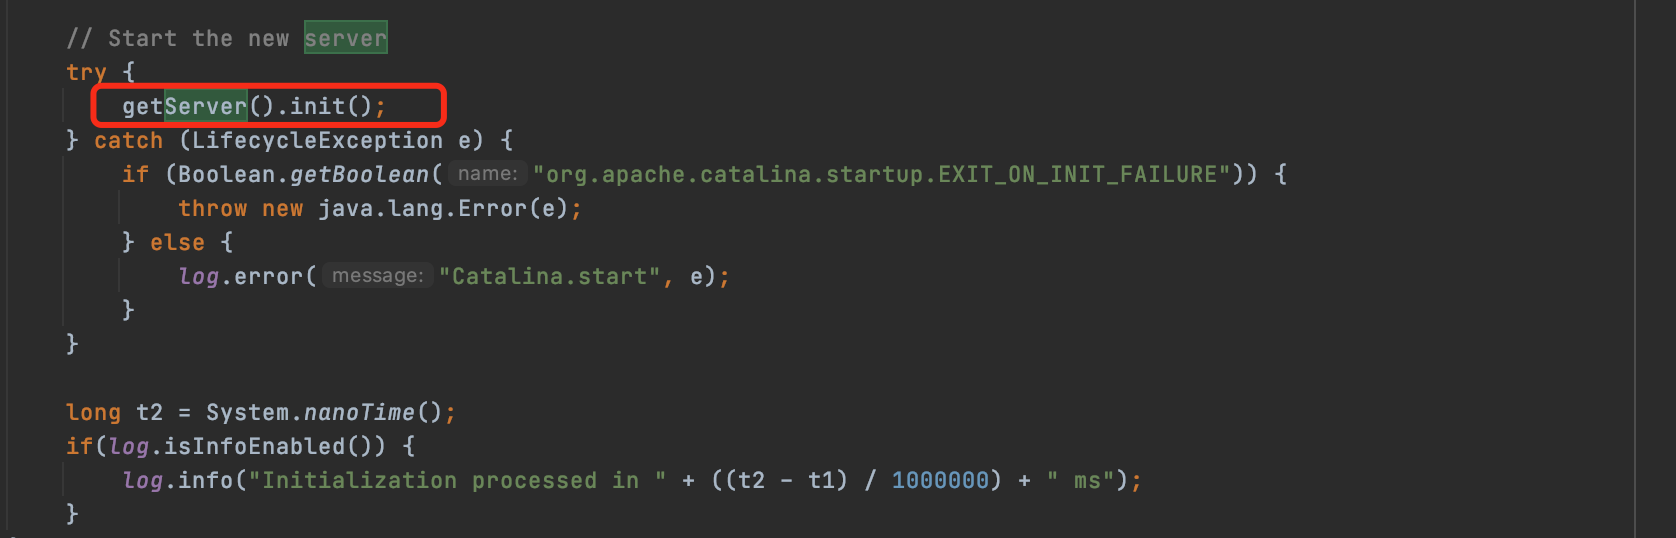 // Start the new server
try {
getServer().init();
} catch (LifecycleException e) {
if (Boolean.getBoolean( name: "org.apache.catalina.startup.EXIT_ON_INIT_FAILURE")) {
throw new java.lang.Error(e);
} else {
log.error( message: "Catalina.start", e);
}
}
long t2 = System.nanoTime();
if(log.isInfoEnabled()) {
log.info("Initialization processed in " + ((t2 - t1) / 1000000) + " ms");
}